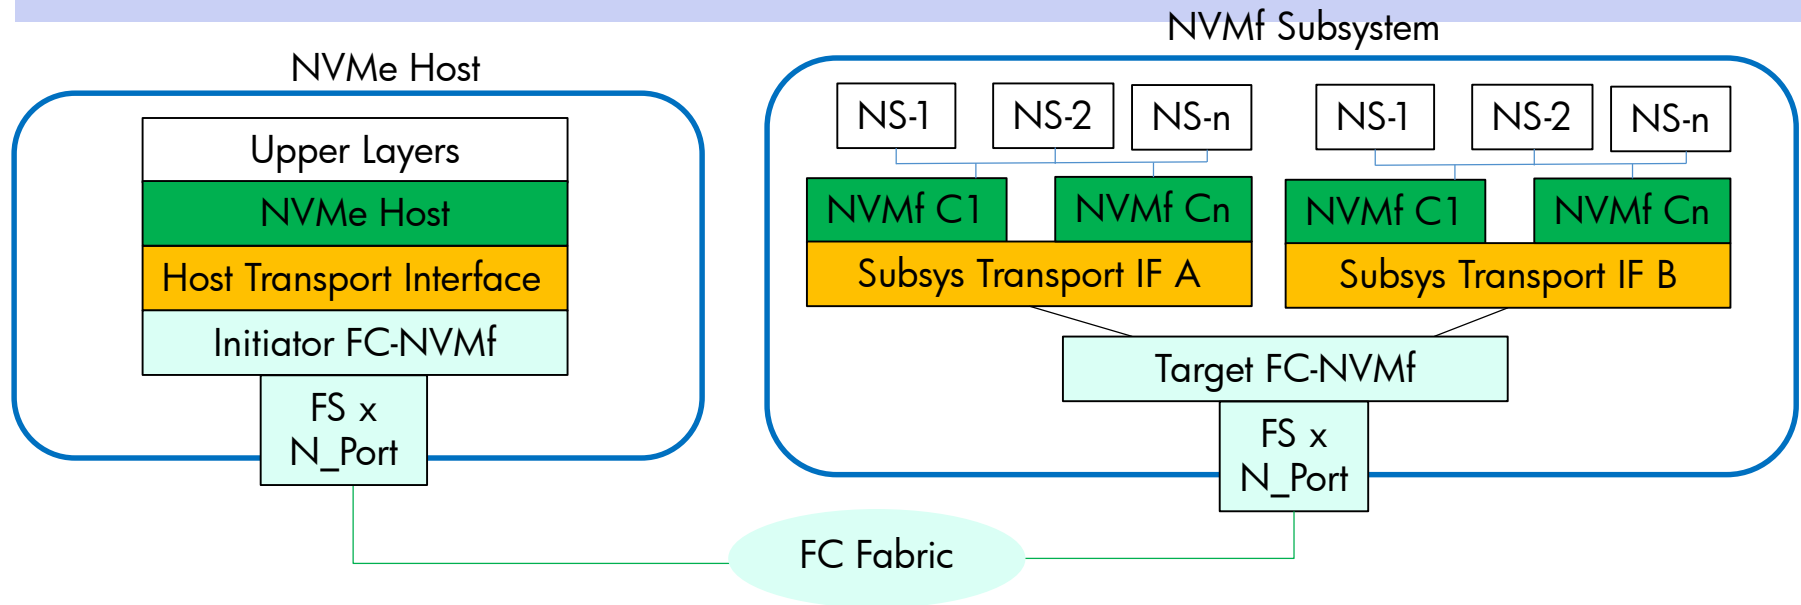 NVMf Subsystem
NVMe Host
Upper Layers
NVMe Host
Host Transport Interface
Initiator FC-NVMf
FS x
N_Port
NS-1 NS-2 NS-n NS-1 NS-2 NS-n
NVMf C1 NVMf Cn NVMf C1 NVMf Cn
Subsys Transport IF A Subsys Transport IF B
Target FC-NVMf
FS x
N_Port
FC Fabric